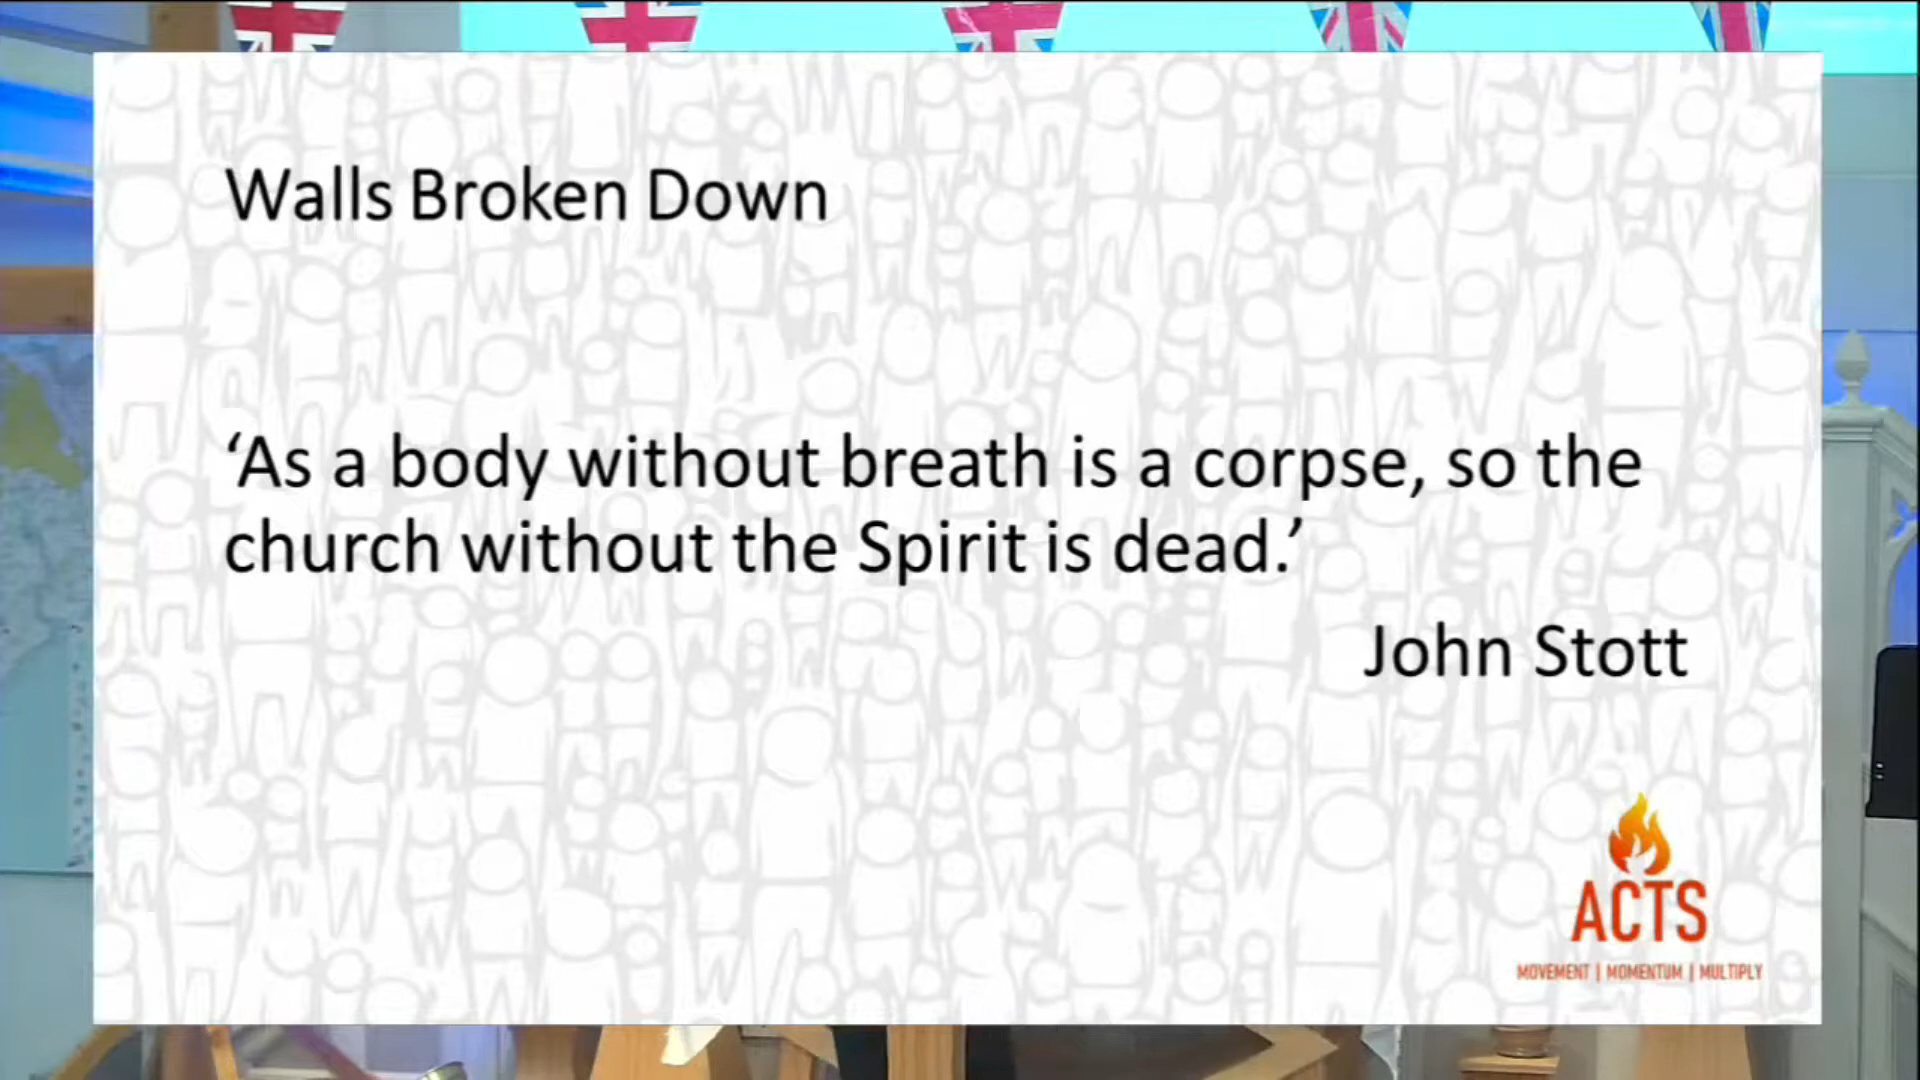 Walls Broken Down
‘As a body without breath is a corpse, so the
church without the Spirit is dead.’
John Stott
ACTS
MOVEMENT | MOMENTUM | MULTIPLY